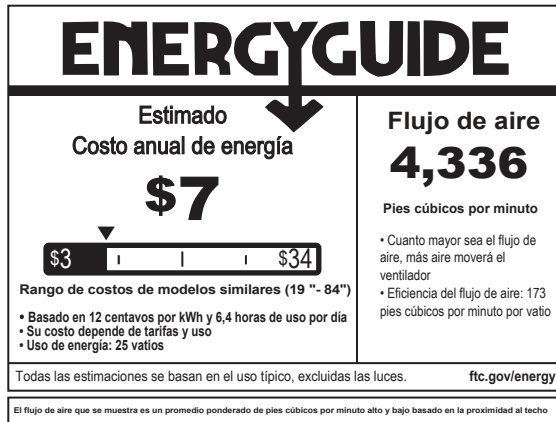 ENERGYGUIDE
Estimado
Costo anual de energía
$7
$3
$34
Rango de costos de modelos similares (19 "- 84")
• Basado en 12 centavos por kWh y 6,4 horas de uso por día
• Su costo depende de tarifas y uso
• Uso de energía: 25 vatios
Flujo de aire
4,336
Pies cúbicos por minuto
• Cuanto mayor sea el flujo de
aire, más aire moverá el
ventilador
• Eficiencia del flujo de aire: 173
pies cúbicos por minuto por vatio
Todas las estimaciones se basan en el uso típico, excluidas las luces.
ftc.gov/energy
El flujo de aire que se muestra es un promedio ponderado de pies cúbicos por minuto alto y bajo basado en la proximidad al techo